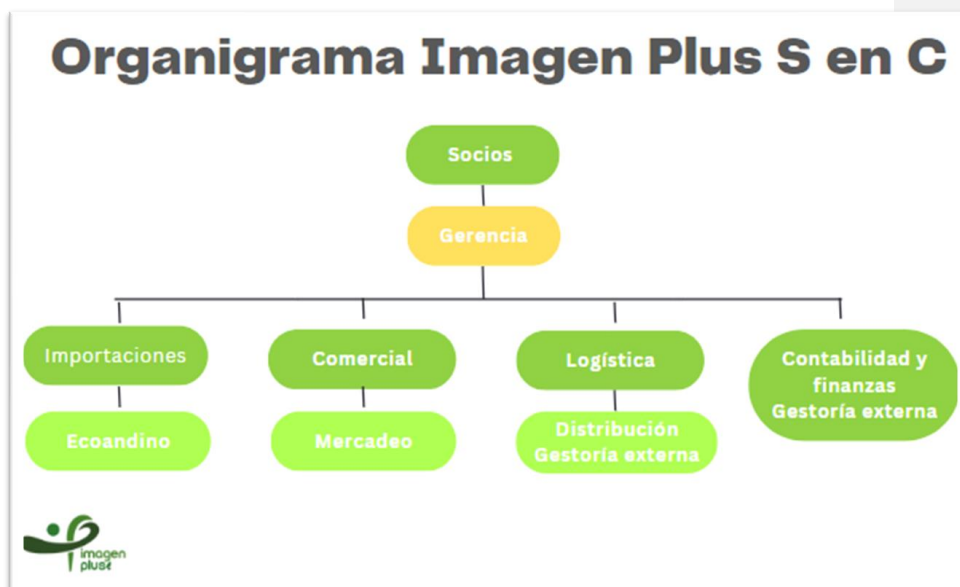 Organigrama Imagen Plus S en C
Socios
Gerencia
Importaciones
Comercial
Logística
Contabilidad y
finanzas
Gestoría externa
Ecoandino
Mercadeo
Distribución
Gestoría externa
imagen
plus